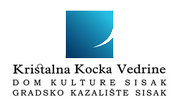 Krištalna Kocka Vedrine
DOM KULTURE SISAK
GRADSKO KAZALIŠTE SISAK